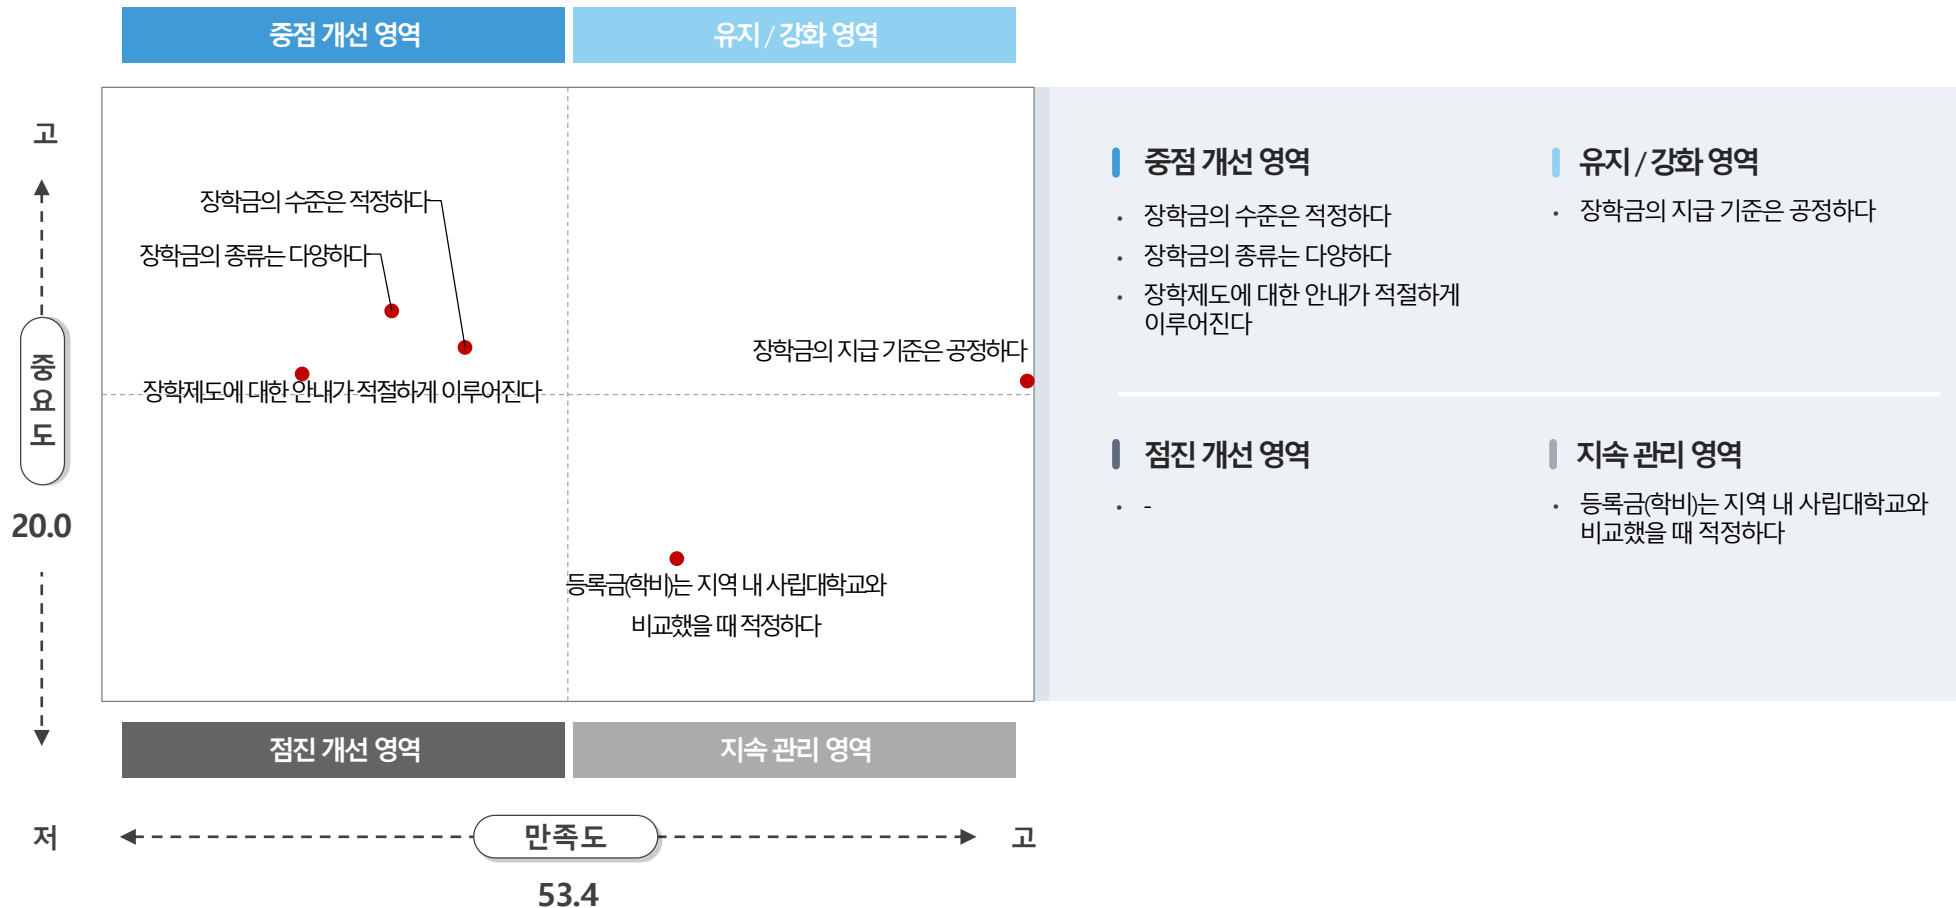 중점 개선 영역
유지 / 강화 영역
고
장학금의 수준은 적정하다
장학금의 종류는 다양하다
장학금의 지급 기준은 공정하다
장학제도에 대한 안내가 적절하게 이루어진다
중요도
20.0
등록금(학비)는 지역 내 사립대학교와
비교했을 때 적정하다
점진 개선 영역
지속 관리 영역
저
만족도
고
53.4
중점 개선 영역
• 장학금의 수준은 적정하다
• 장학금의 종류는 다양하다
• 장학제도에 대한 안내가 적절하게
이루어진다
유지 / 강화 영역
• 장학금의 지급 기준은 공정하다
점진 개선 영역
• -
지속 관리 영역
• 등록금(학비)는 지역 내 사립대학교와
비교했을 때 적정하다